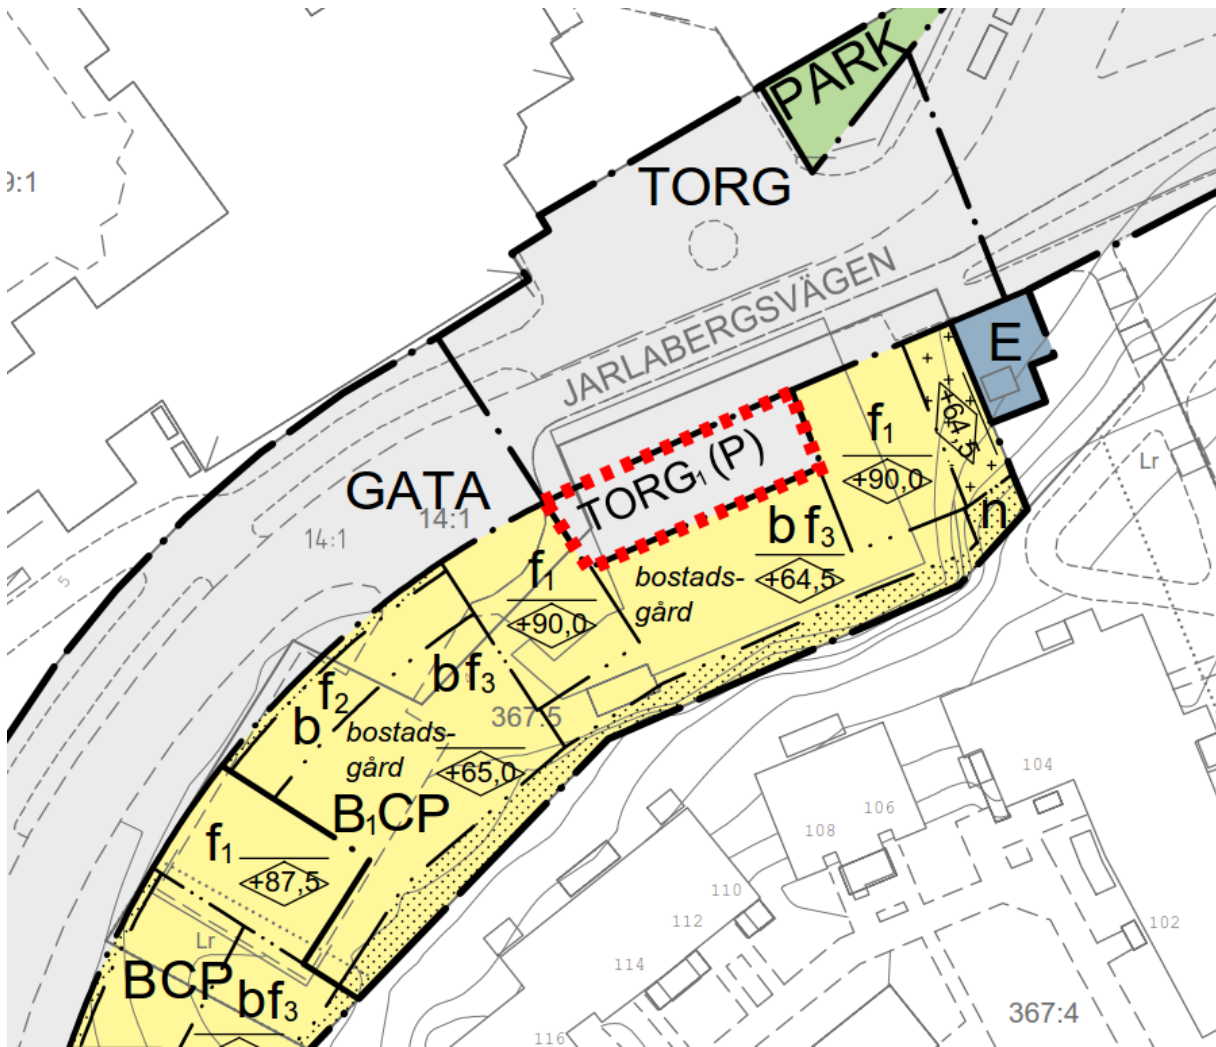 PARK
9:1
TORG
JARLABERGSVÄGEN
E
+64,5
f1
TORG1 (P)
Lr
GATA
+90,0
14:1
14:1
n
b f3
f1
bostads-
gård
+64,5
5
+90,0
bf3
f2
367:5
b
bostads-
gård
+65,0
104
B1CP
106
108
f1
+87,5
110
112
102
Lr
114
BCP
bf3
367:4
116